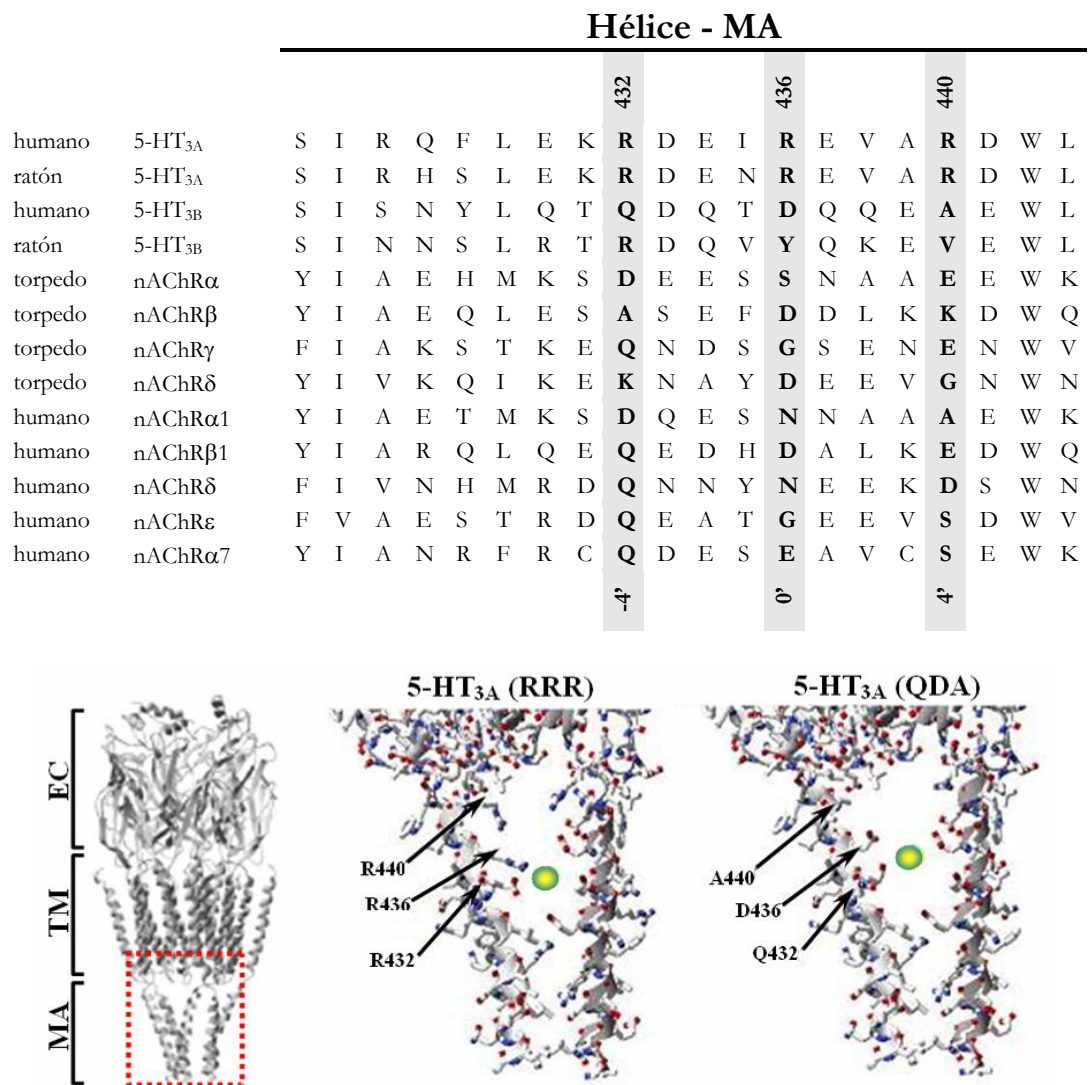 Hélice - MA
432 436 440
humano 5-HT3A S I R Q F L E K R D E I R E V A R D W L
ratón 5-HT3A S I R H S L E K R D E N R E V A R D W L
humano 5-HT3B S I S N Y L Q T Q D Q T D Q Q E A E W L
ratón 5-HT3B S I N N S L R T R D Q V Y Q K E V E W L
torpedo nAChRα Y I A E H M K S D E E S S N A A E E W K
torpedo nAChRβ Y I A E Q L E S A S E F D D L K K D W Q
torpedo nAChRγ F I A K S T K E Q N D S G S E N E N W V
torpedo nAChRδ Y I V K Q I K E K N A Y D E E V G N W N
humano nAChRα1 Y I A E T M K S D Q E S N N A A A E W K
humano nAChRβ1 Y I A R Q L Q E Q E D H D A L K E D W Q
humano nAChRδ F I V N H M R D Q N N Y N E E K D S W N
humano nAChRε F V A E S T R D Q E A T G E E V S D W V
humano nAChRα7 Y I A N R F R C Q D E S E A V C S E W K
-4' 0' 4'
5-HT3A (RRR) 5-HT3A (QDA)
EC
TM
MA
R440
R436
R432
A440
D436
Q432